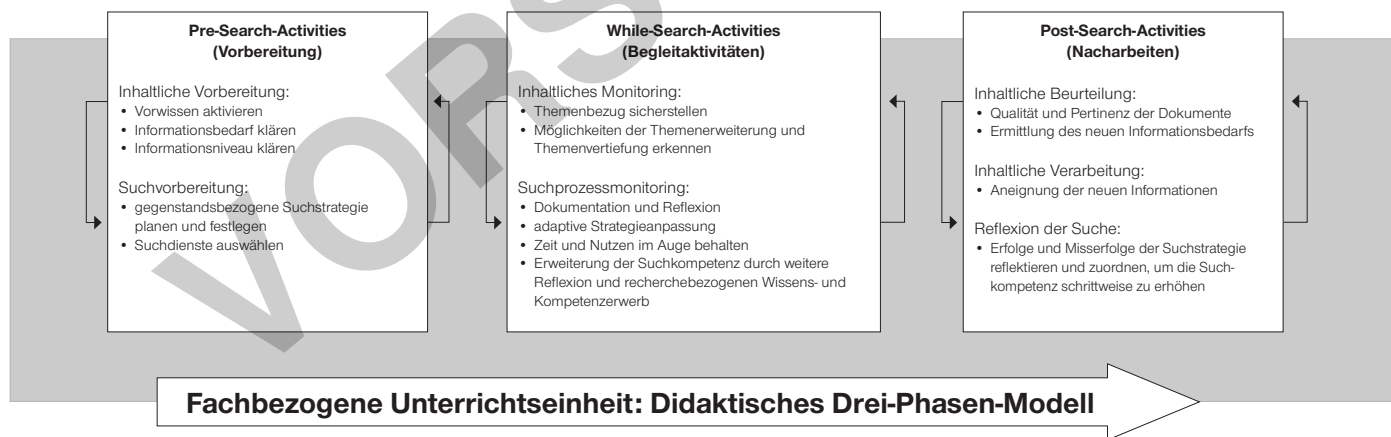 Pre-Search-Activities
(Vorbereitung)
Inhaltliche Vorbereitung:
• Vorwissen aktivieren
• Informationsbedarf klären
• Informationsniveau klären
Suchvorbereitung:
• gegenstandsbezogene Suchstrategie
planen und festlegen
• Suchdienste auswählen
While-Search-Activities
(Begleitaktivitäten)
Inhaltliches Monitoring:
• Themenbezug sicherstellen
• Möglichkeiten der Themenerweiterung und
Themenvertiefung erkennen
Suchprozessmonitoring:
• Dokumentation und Reflexion
• adaptive Strategieanpassung
• Zeit und Nutzen im Auge behalten
• Erweiterung der Suchkompetenz durch weitere
Reflexion und recherchebezogenen Wissens- und
Kompetenzerwerb
Post-Search-Activities
(Nacharbeiten)
Inhaltliche Beurteilung:
• Qualität und Pertinenz der Dokumente
• Ermittlung des neuen Informationsbedarfs
Inhaltliche Verarbeitung:
• Aneignung der neuen Informationen
Reflexion der Suche:
• Erfolge und Misserfolge der Suchstrategie
reflektieren und zuordnen, um die Such-
kompetenz schrittweise zu erhöhen
Fachbezogene Unterrichtseinheit: Didaktisches Drei-Phasen-Modell
VORS